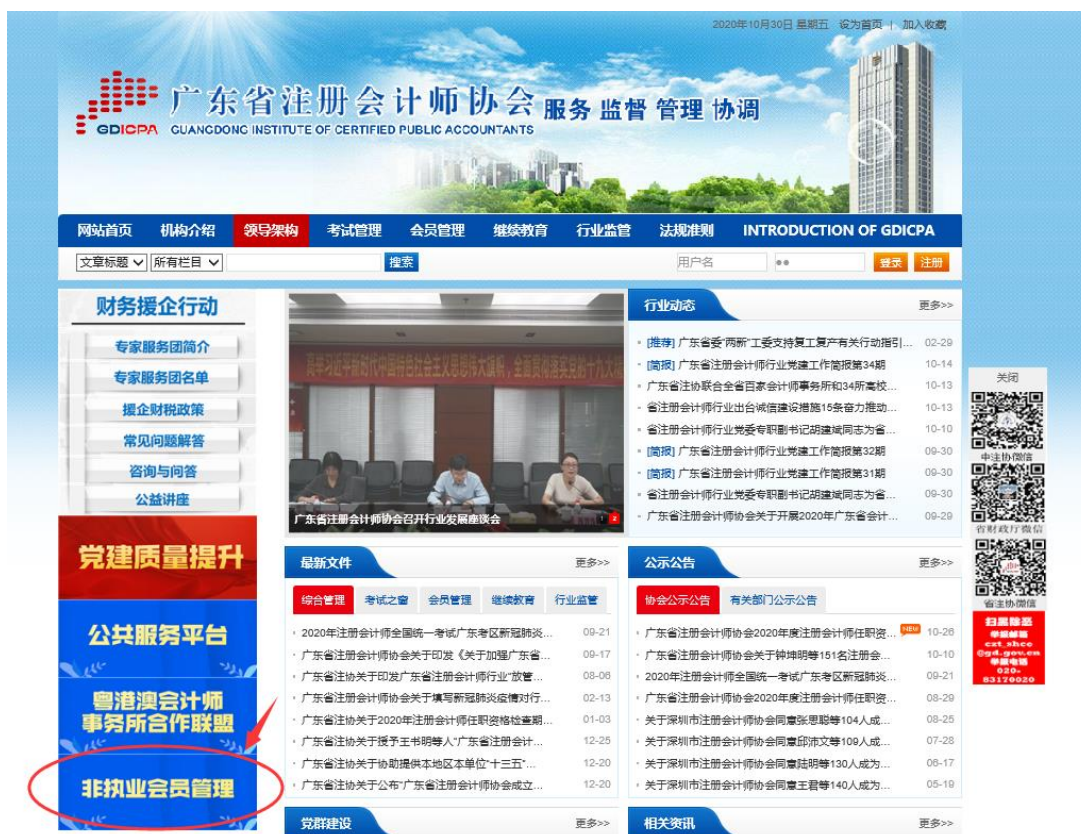 2020年10月30日 星期五 设为首页 | 加入收藏
广东省注册会计师协会 服务 监督 管理 协调
GDICPA GUANGDONG INSTITUTE OF CERTIFIED PUBLIC ACCOUNTANTS
网站首页 机构介绍 领导架构 考试管理 会员管理 继续教育 行业监管 法规准则 INTRODUCTION OF GDICPA
文章标题 所有栏目 搜索 用户名 登录 注册
财务援企行动
专家服务团简介
专家服务团名单
援企财税政策
常见问题解答
咨询与问答
公益讲座
党建质量提升
公共服务平台
粤港澳会计师
事务所合作联盟
非执业会员管理
广东省注册会计师协会召开行业发展座谈会
1 2
行业动态 更多>>
[推荐] 广东省委“两新”工委支持复工复产有关行动指引... 02-29
[简报] 广东省注册会计师行业党建工作简报第34期 10-14
广东省注协联合全省百家会计师事务所和34所高校... 10-13
省注册会计师行业出台诚信建设措施15条奋力推动... 10-13
省注册会计师行业党委专职副书记胡建斌同志为省... 10-10
[简报] 广东省注册会计师行业党建工作简报第32期 09-30
[简报] 广东省注册会计师行业党建工作简报第31期 09-30
省注册会计师行业党委专职副书记胡建斌同志为省... 09-30
广东省注册会计师协会关于开展2020年广东省会计... 09-29
最新文件 更多>>
综合管理 考试之窗 会员管理 继续教育 行业监管
2020年注册会计师全国统一考试广东考区新冠肺炎... 09-21
广东省注册会计师协会关于印发《关于加强广东省... 09-17
广东省注协关于印发广东省注册会计师行业“放管... 08-06
广东省注册会计师协会关于填写新冠肺炎疫情对行... 02-13
广东省注协关于2020年注册会计师任职资格检查期... 01-03
广东省注协关于授予王书明等人“广东省注册会计... 12-25
广东省注协关于协助提供本地区本单位“十三五”... 12-20
广东省注协关于公布“广东省注册会计师协会成立... 12-20
公示公告 更多>>
协会公示公告 有关部门公示公告
广东省注册会计师协会2020年度注册会计师任职资... NEW 10-26
广东省注册会计师协会关于钟坤明等151名注册会... 10-10
2020年注册会计师全国统一考试广东考区新冠肺炎... 09-21
广东省注册会计师协会2020年度注册会计师任职资... 08-29
关于深圳市注册会计师协会同意张思聪等104人成... 08-25
关于深圳市注册会计师协会同意邱沛文等109人成... 07-28
关于深圳市注册会计师协会同意陆明等130人成为... 06-17
关于深圳市注册会计师协会同意王君等140人成为... 05-19
党群建设 更多>>
相关资讯 更多>>
关闭
中注协微信
省财政厅微信
省注协微信
扫黑除恶
举报邮箱
举报电话
020-
83170020